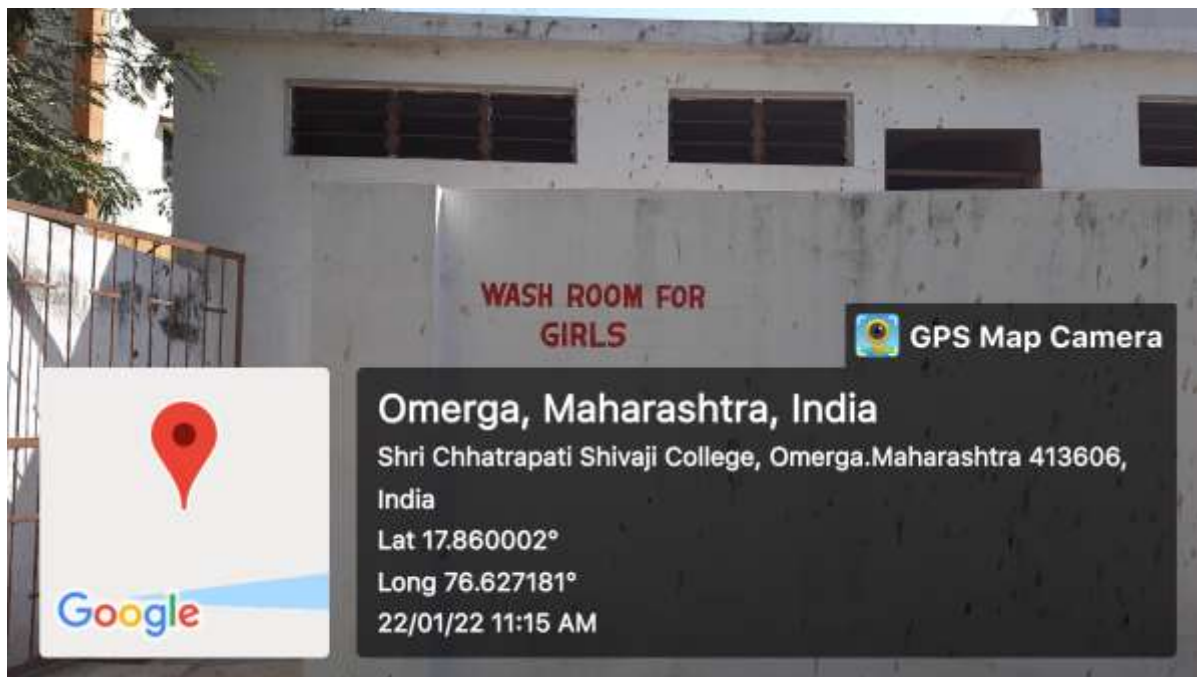 WASH ROOM FOR
GIRLS
GPS Map Camera
Omerga, Maharashtra, India
Shri Chhatrapati Shivaji College, Omerga.Maharashtra 413606,
India
Lat 17.860002°
Long 76.627181°
22/01/22 11:15 AM
Google